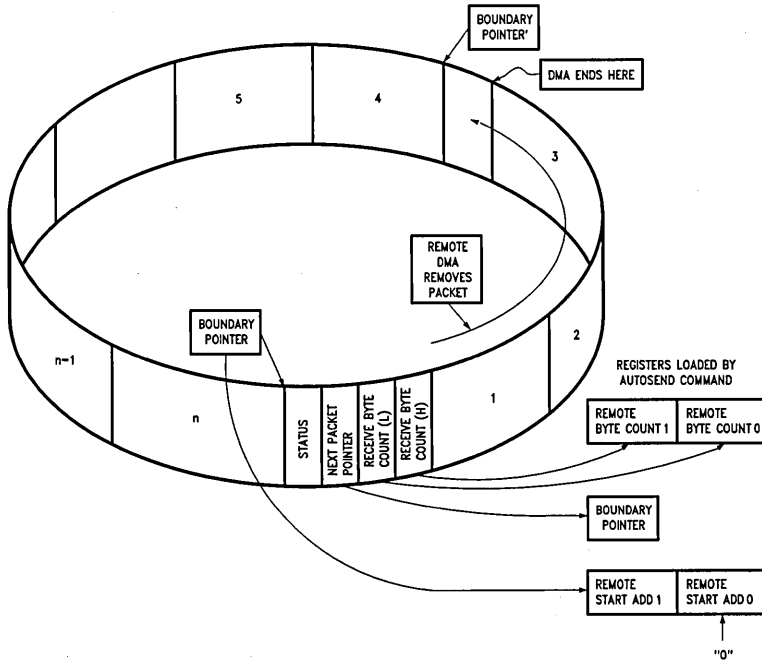 BOUNDARY
POINTER'
DMA ENDS HERE
5
4
3
REMOTE
DMA
REMOVES
PACKET
BOUNDARY
POINTER
2
n-1
n
STATUS
NEXT PACKET
POINTER
RECEIVE BYTE
COUNT (L)
RECEIVE BYTE
COUNT (H)
1
REGISTERS LOADED BY
AUTOSEND COMMAND
REMOTE
BYTE COUNT 1
REMOTE
BYTE COUNT 0
BOUNDARY
POINTER
REMOTE
START ADD 1
REMOTE
START ADD 0
"0"